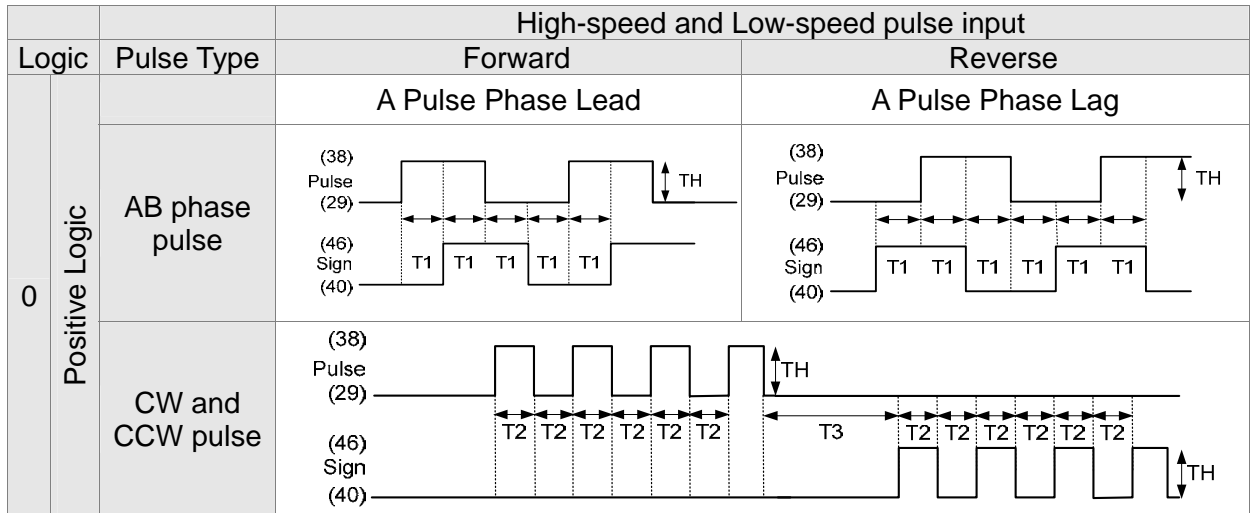 High-speed and Low-speed pulse input
Logic Pulse Type Forward Reverse
A Pulse Phase Lead A Pulse Phase Lag
0
Positive Logic
AB phase
pulse
(38)
Pulse
(29)
TH
(46)
Sign
(40)
T1 T1 T1 T1 T1
(38)
Pulse
(29)
TH
(46)
Sign
(40)
T1 T1 T1 T1 T1 T1
CW and
CCW pulse
(38)
Pulse
(29)
TH
T2 T2 T2 T2 T2 T2 T3 T2 T2 T2 T2 T2 T2
(46)
Sign
(40)
TH